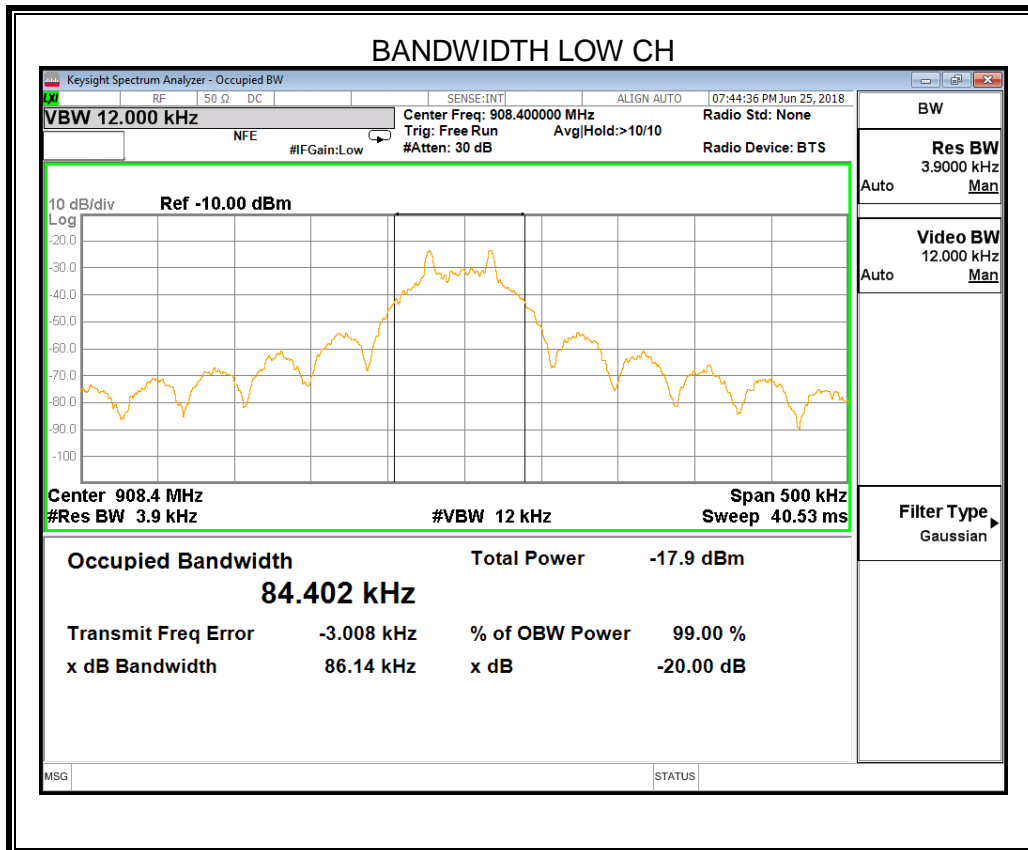 BANDWIDTH LOW CH
Keysight Spectrum Analyzer - Occupied BW
LXI RF 50 Ω DC SENSE:INT ALIGN AUTO 07:44:36 PM Jun 25, 2018
VBW 12.000 kHz
NFE
#IFGain:Low
Center Freq: 908.400000 MHz
Trig: Free Run Avg|Hold:>10/10
#Atten: 30 dB
Radio Std: None
Radio Device: BTS
10 dB/div Ref -10.00 dBm
Log
-20.0
-30.0
-40.0
-50.0
-60.0
-70.0
-80.0
-90.0
-100
Center 908.4 MHz Span 500 kHz
#Res BW 3.9 kHz #VBW 12 kHz Sweep 40.53 ms
Occupied Bandwidth
84.402 kHz
Total Power -17.9 dBm
Transmit Freq Error -3.008 kHz % of OBW Power 99.00 %
x dB Bandwidth 86.14 kHz x dB -20.00 dB
MSG STATUS
BW
Res BW
3.9000 kHz
Auto Man
Video BW
12.000 kHz
Auto Man
Filter Type
Gaussian